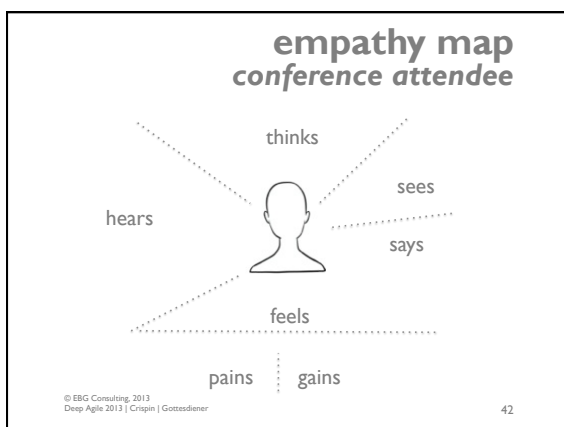 empathy map
conference attendee
thinks
sees
hears
says
feels
pains
gains
© EBG Consulting, 2013
Deep Agile 2013 | Crispin | Gottesdiener
42